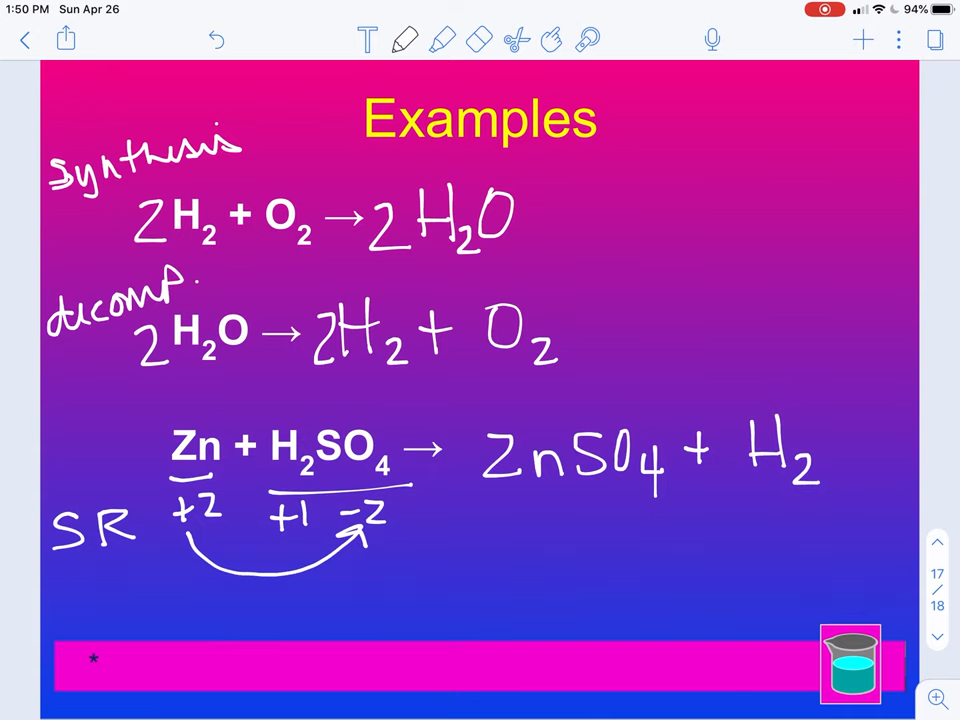 1:50 PM Sun Apr 26
94%
T
Examples
synthesis
2H₂ + O₂ → 2H₂O
decomp.
2H₂O → 2H₂ + O₂
Zn + H₂SO₄ → ZnSO₄ + H₂
+2 +1 -2
SR
17
/
18
*